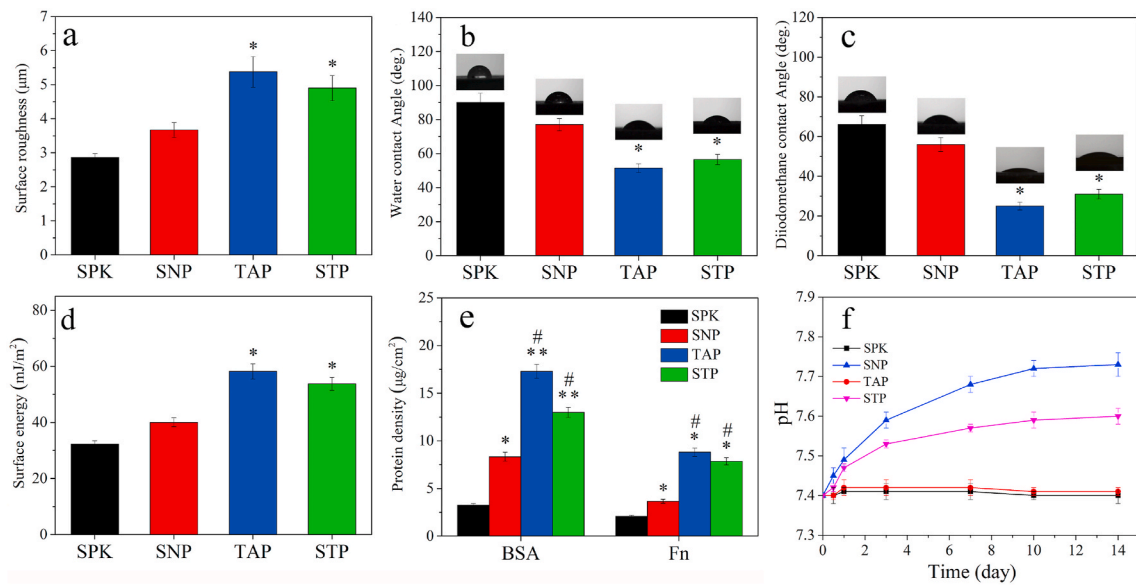 a
Surface roughness (μm)
7
6
5
4
3
2
1
0
*
*
SPK SNP TAP STP
b
Water contact Angle (deg.)
140
120
100
80
60
40
20
0
*
*
SPK SNP TAP STP
c
Diiodomethane contact Angle (deg.)
120
100
80
60
40
20
0
*
*
SPK SNP TAP STP
d
Surface energy (mJ/m²)
80
60
40
20
0
*
*
SPK SNP TAP STP
e
Protein density (μg/cm²)
25
20
15
10
5
0
SPK
SNP
TAP
STP
*
#
**
#
**
*
#
*
#
*
BSA Fn
f
pH
7.9
7.8
7.7
7.6
7.5
7.4
7.3
SPK
SNP
TAP
STP
0 2 4 6 8 10 12 14
Time (day)